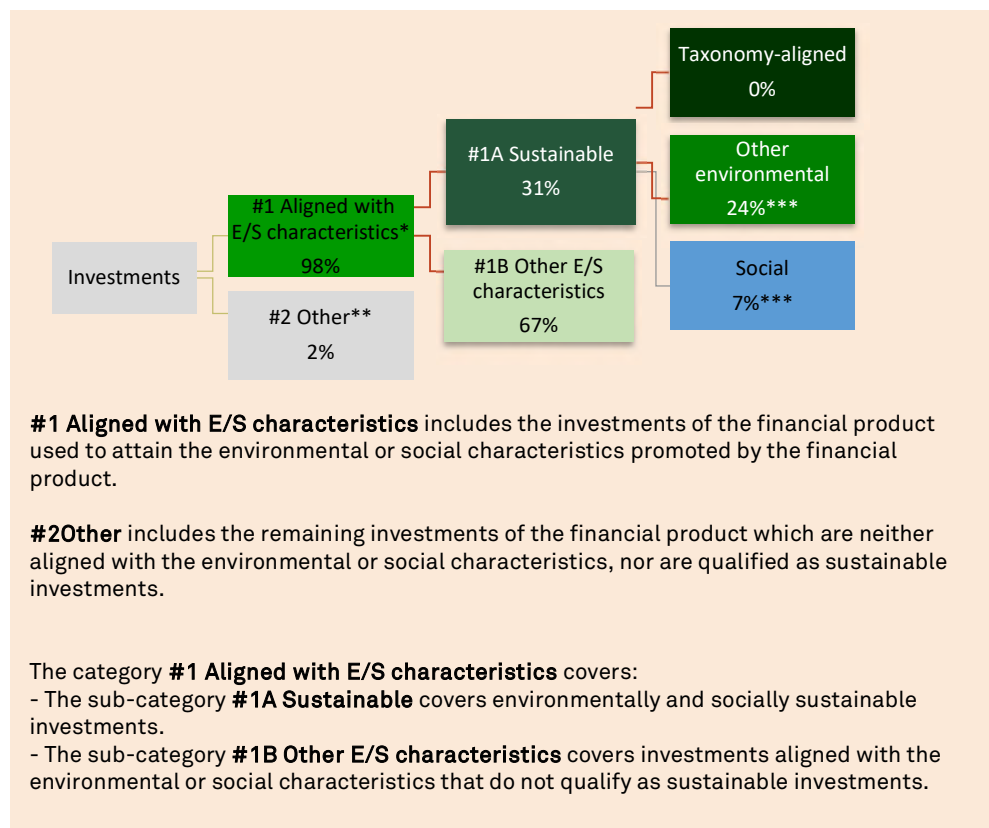 Taxonomy-aligned
0%
#1A Sustainable
31%
Other
environmental
24%***
#1 Aligned with
E/S characteristics*
98%
Investments
#1B Other E/S
characteristics
67%
Social
7%***
#2 Other**
2%
#1 Aligned with E/S characteristics includes the investments of the financial product
used to attain the environmental or social characteristics promoted by the financial
product.
#2Other includes the remaining investments of the financial product which are neither
aligned with the environmental or social characteristics, nor are qualified as sustainable
investments.
The category #1 Aligned with E/S characteristics covers:
- The sub-category #1A Sustainable covers environmentally and socially sustainable
investments.
- The sub-category #1B Other E/S characteristics covers investments aligned with the
environmental or social characteristics that do not qualify as sustainable investments.